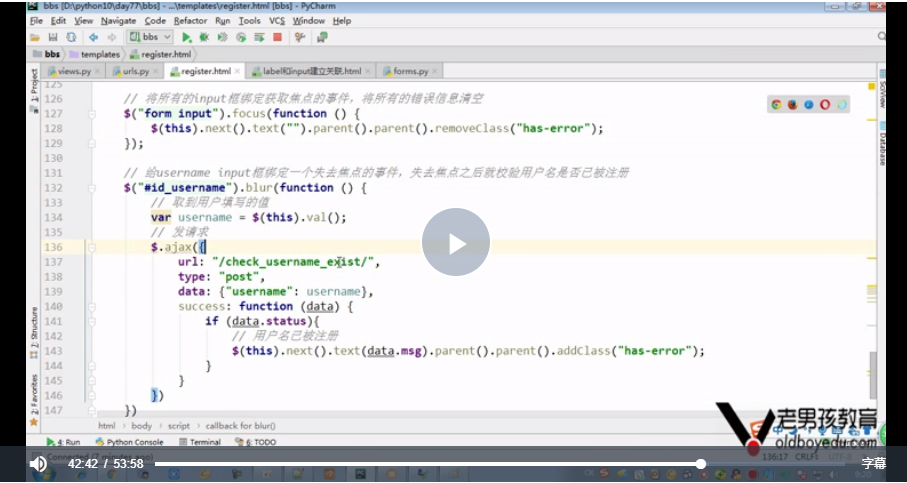 bbs [D:\python10\day77\bbs] - ...\templates\register.html [bbs] - PyCharm
File Edit View Navigate Code Refactor Run Tools VCS Window Help
bbs
bbs templates register.html
views.py urls.py register.html label和input建立关联.html forms.py
1: Project
SciView
Database
125
126 // 将所有的input框绑定获取焦点的事件，将所有的错误信息清空
127 $("form input").focus(function () {
128 $(this).next().text("").parent().parent().removeClass("has-error");
129 });
130
131 // 给username input框绑定一个失去焦点的事件，失去焦点之后就校验用户名是否已被注册
132 $("#id_username").blur(function () {
133 // 取到用户填写的值
134 var username = $(this).val();
135 // 发请求
136 $.ajax({
137 url: "/check_username_exist/",
138 type: "post",
139 data: {"username": username},
140 success: function (data) {
141 if (data.status){
142 // 用户名已被注册
143 $(this).next().text(data.msg).parent().parent().addClass("has-error");
144 }
145 }
146 })
147 })
7: Structure
2: Favorites
html body script callback for blur()
4: Run Python Console Terminal 6: TODO
老男孩教育
oldboyedu.com
136:17 CRLF UTF-8
42:42 / 53:58
字幕